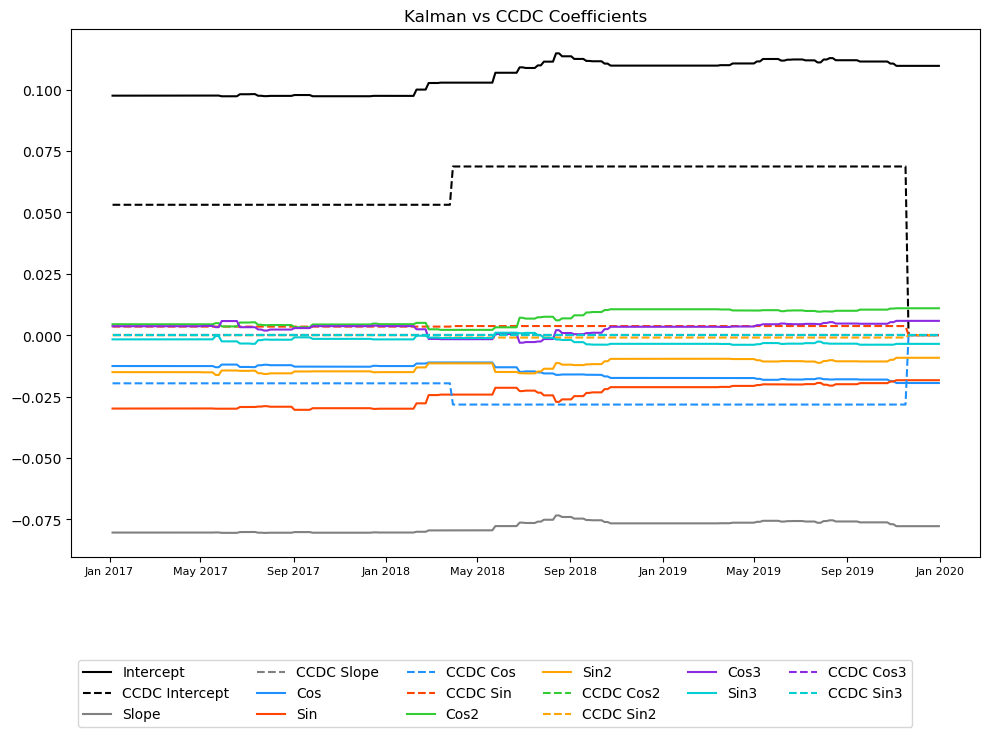 Kalman vs CCDC Coefficients
0.100
0.075
0.050
0.025
0.000
−0.025
−0.050
−0.075
Jan 2017 May 2017 Sep 2017 Jan 2018 May 2018 Sep 2018 Jan 2019 May 2019 Sep 2019 Jan 2020
Intercept CCDC Slope CCDC Cos Sin2 Cos3 CCDC Cos3
CCDC Intercept Cos CCDC Sin CCDC Cos2 Sin3 CCDC Sin3
Slope Sin Cos2 CCDC Sin2